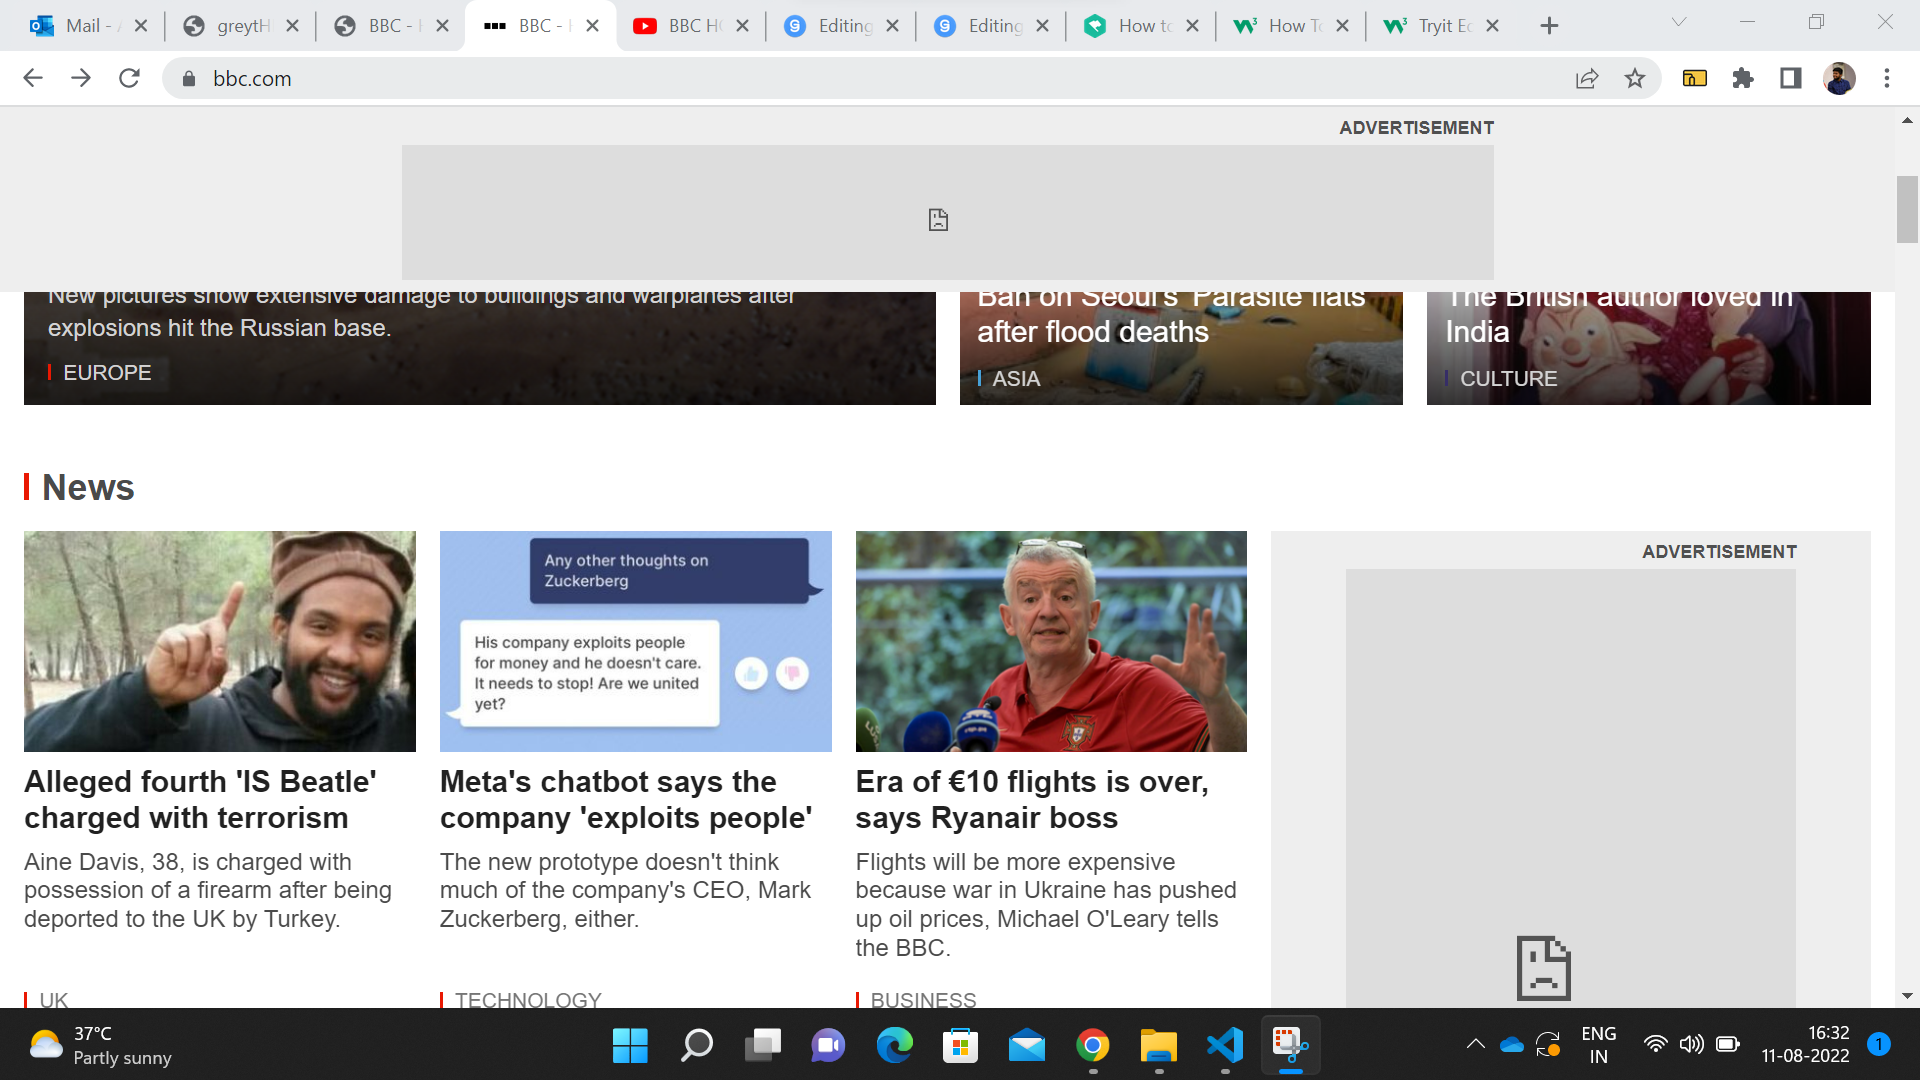 Mail - 
greytH
BBC - 
BBC - 
BBC HO
Editing
Editing
How to
How To
Tryit Ed
bbc.com
ADVERTISEMENT
New pictures show extensive damage to buildings and warplanes after
explosions hit the Russian base.
EUROPE
Ban on Seoul's 'Parasite' flats
after flood deaths
ASIA
The British author loved in
India
CULTURE
News
Any other thoughts on
Zuckerberg
His company exploits people
for money and he doesn't care.
It needs to stop! Are we united
yet?
ADVERTISEMENT
Alleged fourth 'IS Beatle'
charged with terrorism
Aine Davis, 38, is charged with
possession of a firearm after being
deported to the UK by Turkey.
UK
Meta's chatbot says the
company 'exploits people'
The new prototype doesn't think
much of the company's CEO, Mark
Zuckerberg, either.
TECHNOLOGY
Era of €10 flights is over,
says Ryanair boss
Flights will be more expensive
because war in Ukraine has pushed
up oil prices, Michael O'Leary tells
the BBC.
BUSINESS
37°C
Partly sunny
ENG
IN
16:32
11-08-2022
1